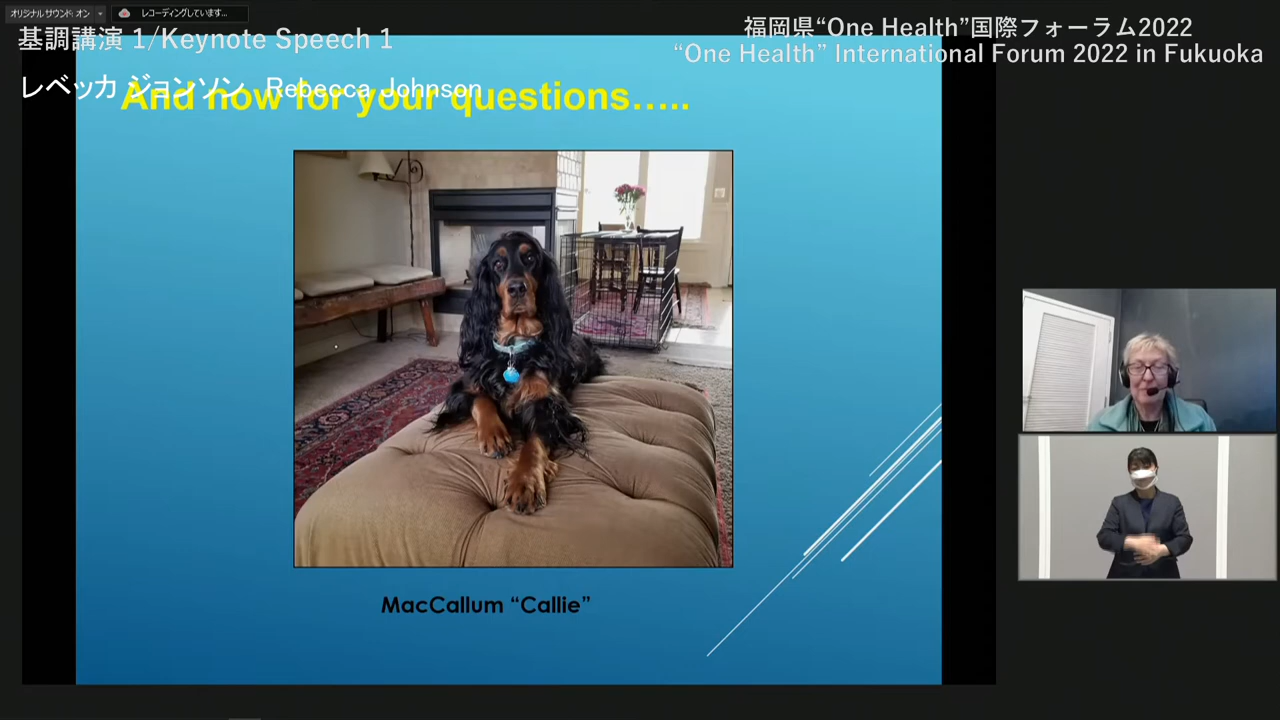 オリジナルサウンド: オン
レコーディングしています...
基調講演 1/Keynote Speech 1
福岡県“One Health”国際フォーラム2022
“One Health” International Forum 2022 in Fukuoka
レベッカ ジョンソン Rebecca Johnson
And now for your questions…..
MacCallum “Callie”